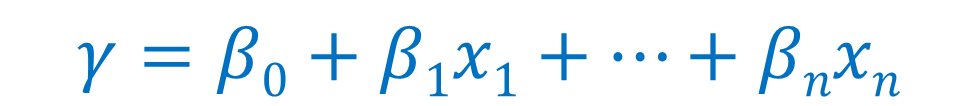 γ = β₀ + β₁x₁ + ⋯ + βₙxₙ